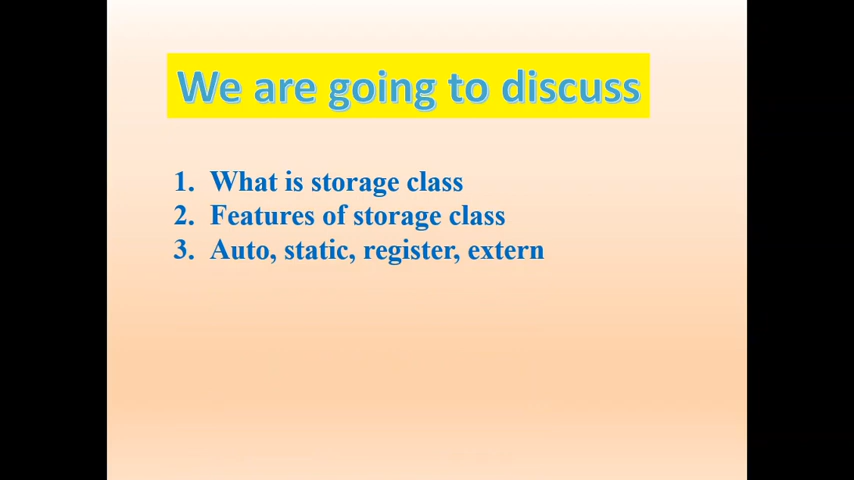 We are going to discuss
1. What is storage class
2. Features of storage class
3. Auto, static, register, extern